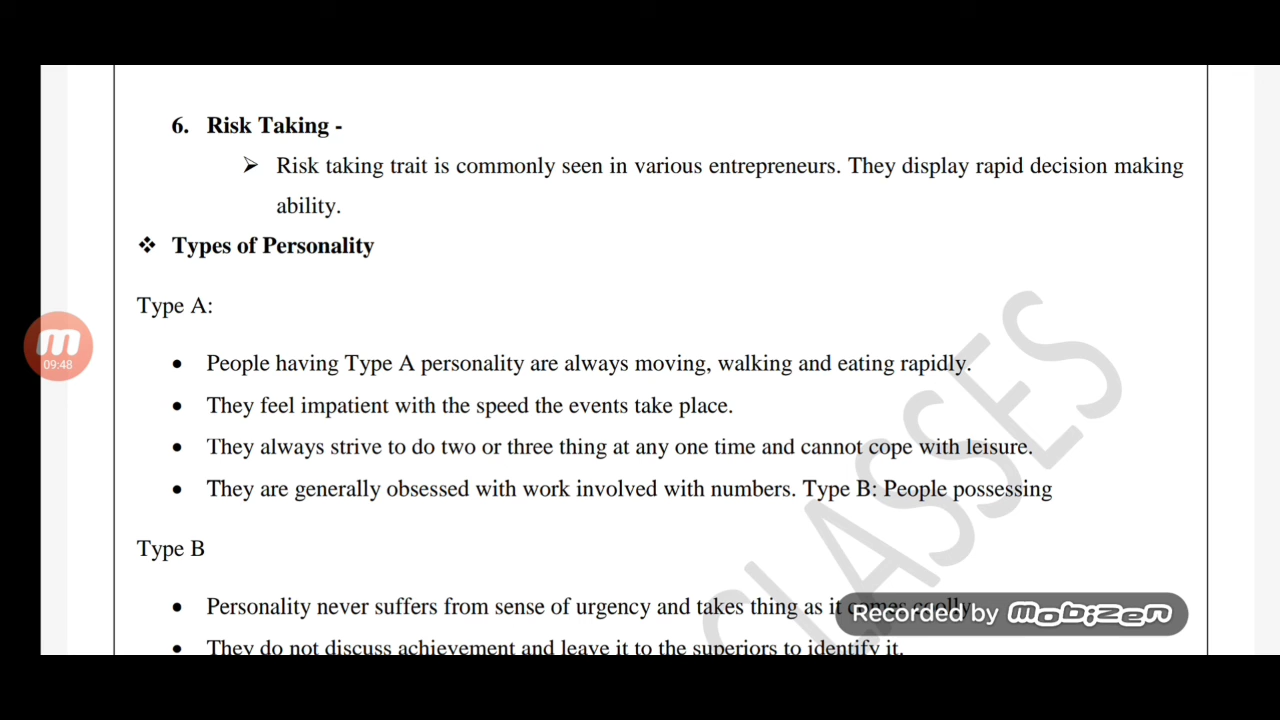 6. Risk Taking -
➢ Risk taking trait is commonly seen in various entrepreneurs. They display rapid decision making
ability.
❖ Types of Personality
Type A:
• People having Type A personality are always moving, walking and eating rapidly.
• They feel impatient with the speed the events take place.
• They always strive to do two or three thing at any one time and cannot cope with leisure.
• They are generally obsessed with work involved with numbers. Type B: People possessing
Type B
• Personality never suffers from sense of urgency and takes thing as it
• They do not discuss achievement and leave it to the superiors to identify it.
CLASSES
09:48
Recorded by mobizen